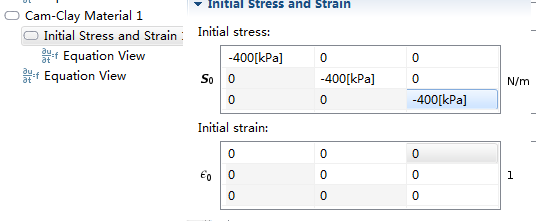 Cam-Clay Material 1
Initial Stress and Strain
Equation View
Equation View
Initial Stress and Strain
Initial stress:
-400[kPa] 0 0
S₀ 0 -400[kPa] 0 N/m
0 0 -400[kPa]
Initial strain:
0 0 0
ϵ₀ 0 0 0 1
0 0 0